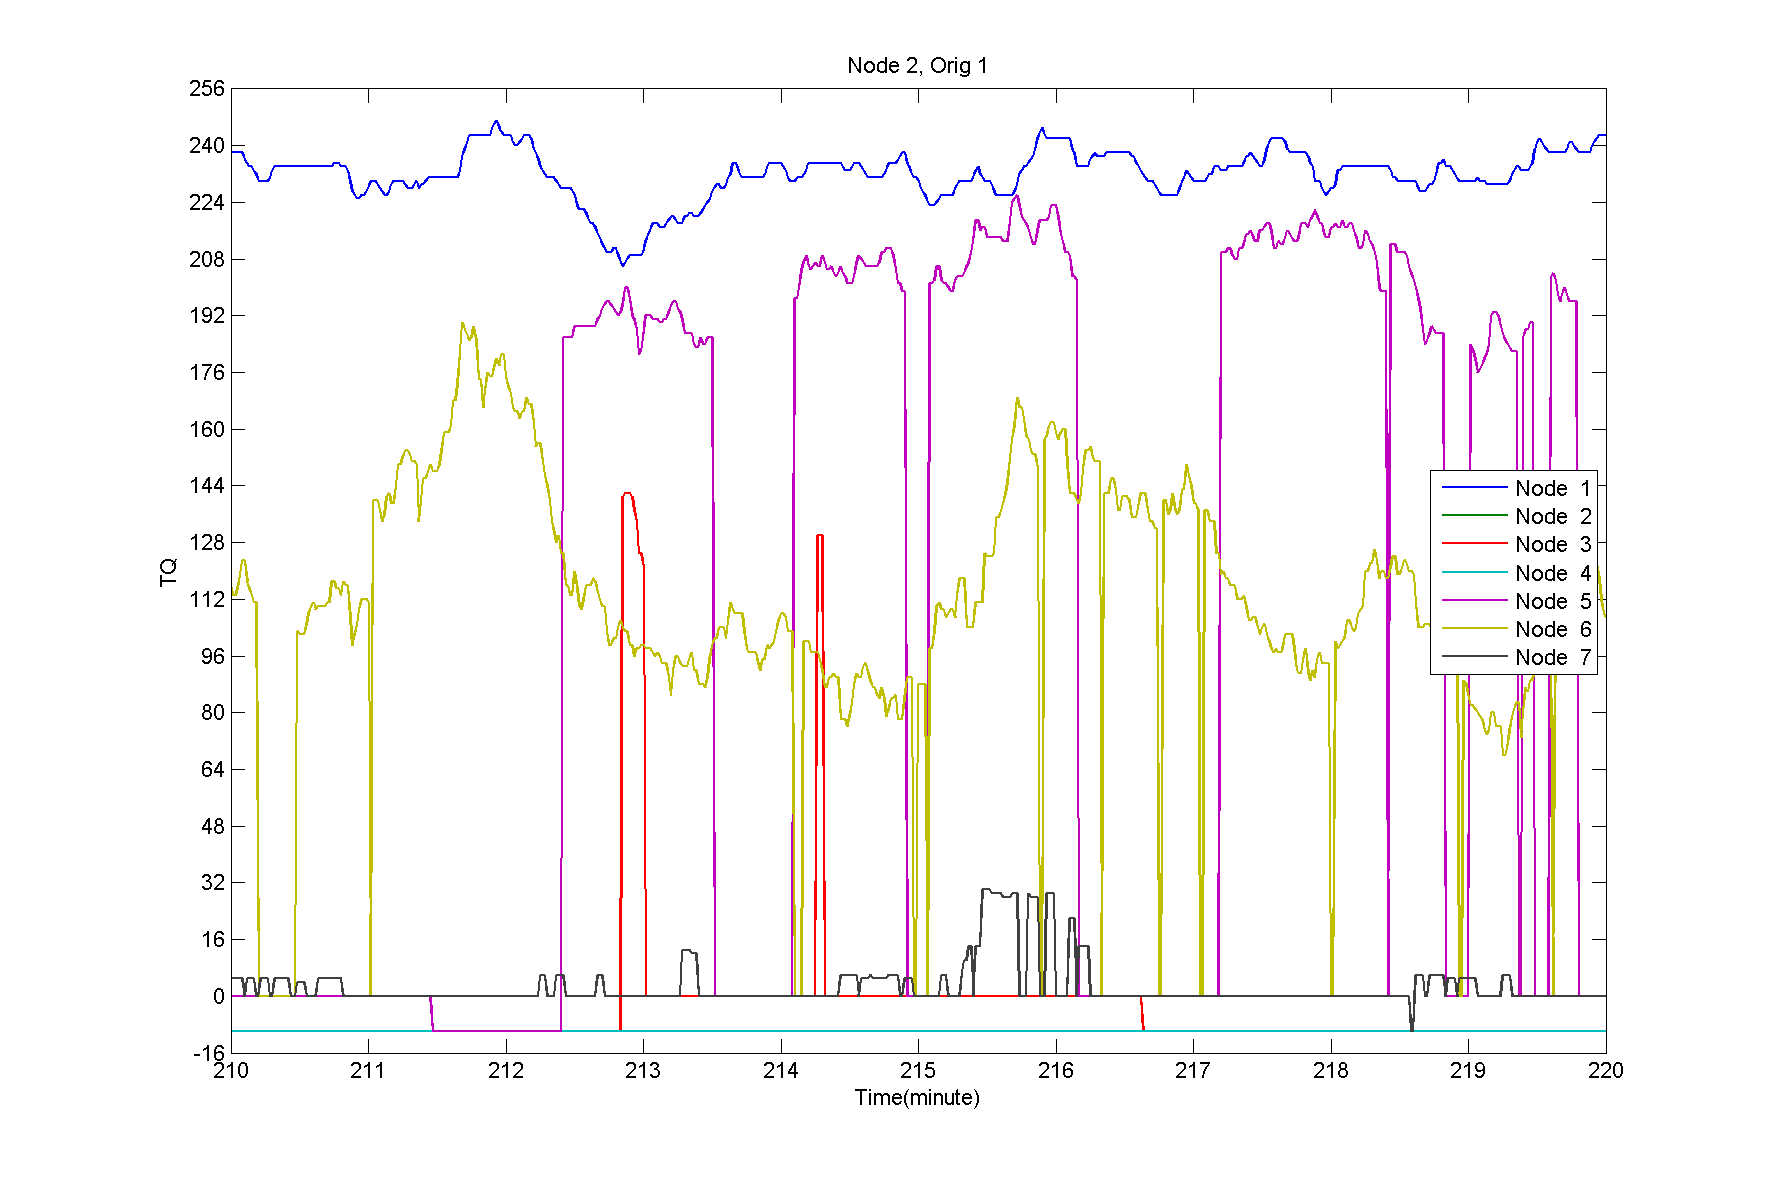 Node 2, Orig 1
256
240
224
208
192
176
160
144
128
112
96
80
64
48
32
16
0
-16
TQ
Node 1
Node 2
Node 3
Node 4
Node 5
Node 6
Node 7
210 211 212 213 214 215 216 217 218 219 220
Time(minute)